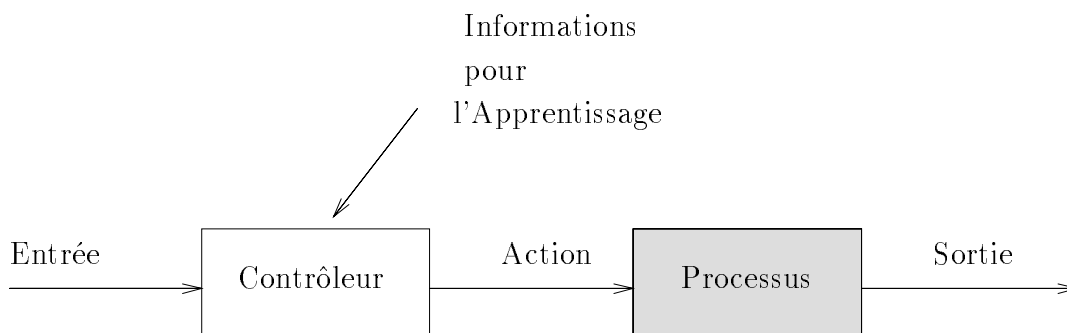 Informations
pour
l'Apprentissage
Entrée
Contrôleur
Action
Processus
Sortie